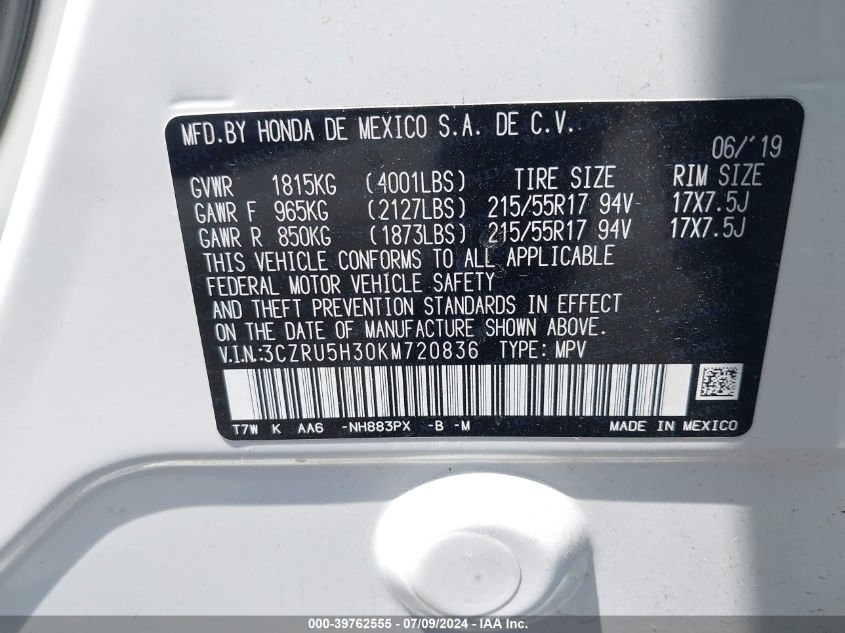 MFD.BY HONDA DE MEXICO S.A. DE C.V.
06/'19
GVWR 1815KG (4001LBS) TIRE SIZE RIM SIZE
GAWR F 965KG (2127LBS) 215/55R17 94V 17X7.5J
GAWR R 850KG (1873LBS) 215/55R17 94V 17X7.5J
THIS VEHICLE CONFORMS TO ALL APPLICABLE
FEDERAL MOTOR VEHICLE SAFETY
AND THEFT PREVENTION STANDARDS IN EFFECT
ON THE DATE OF MANUFACTURE SHOWN ABOVE.
V.I.N.:3CZRU5H30KM720836 TYPE: MPV
T7W K AA6 -NH883PX -B -M MADE IN MEXICO
000-39762555 - 07/09/2024 - IAA Inc.